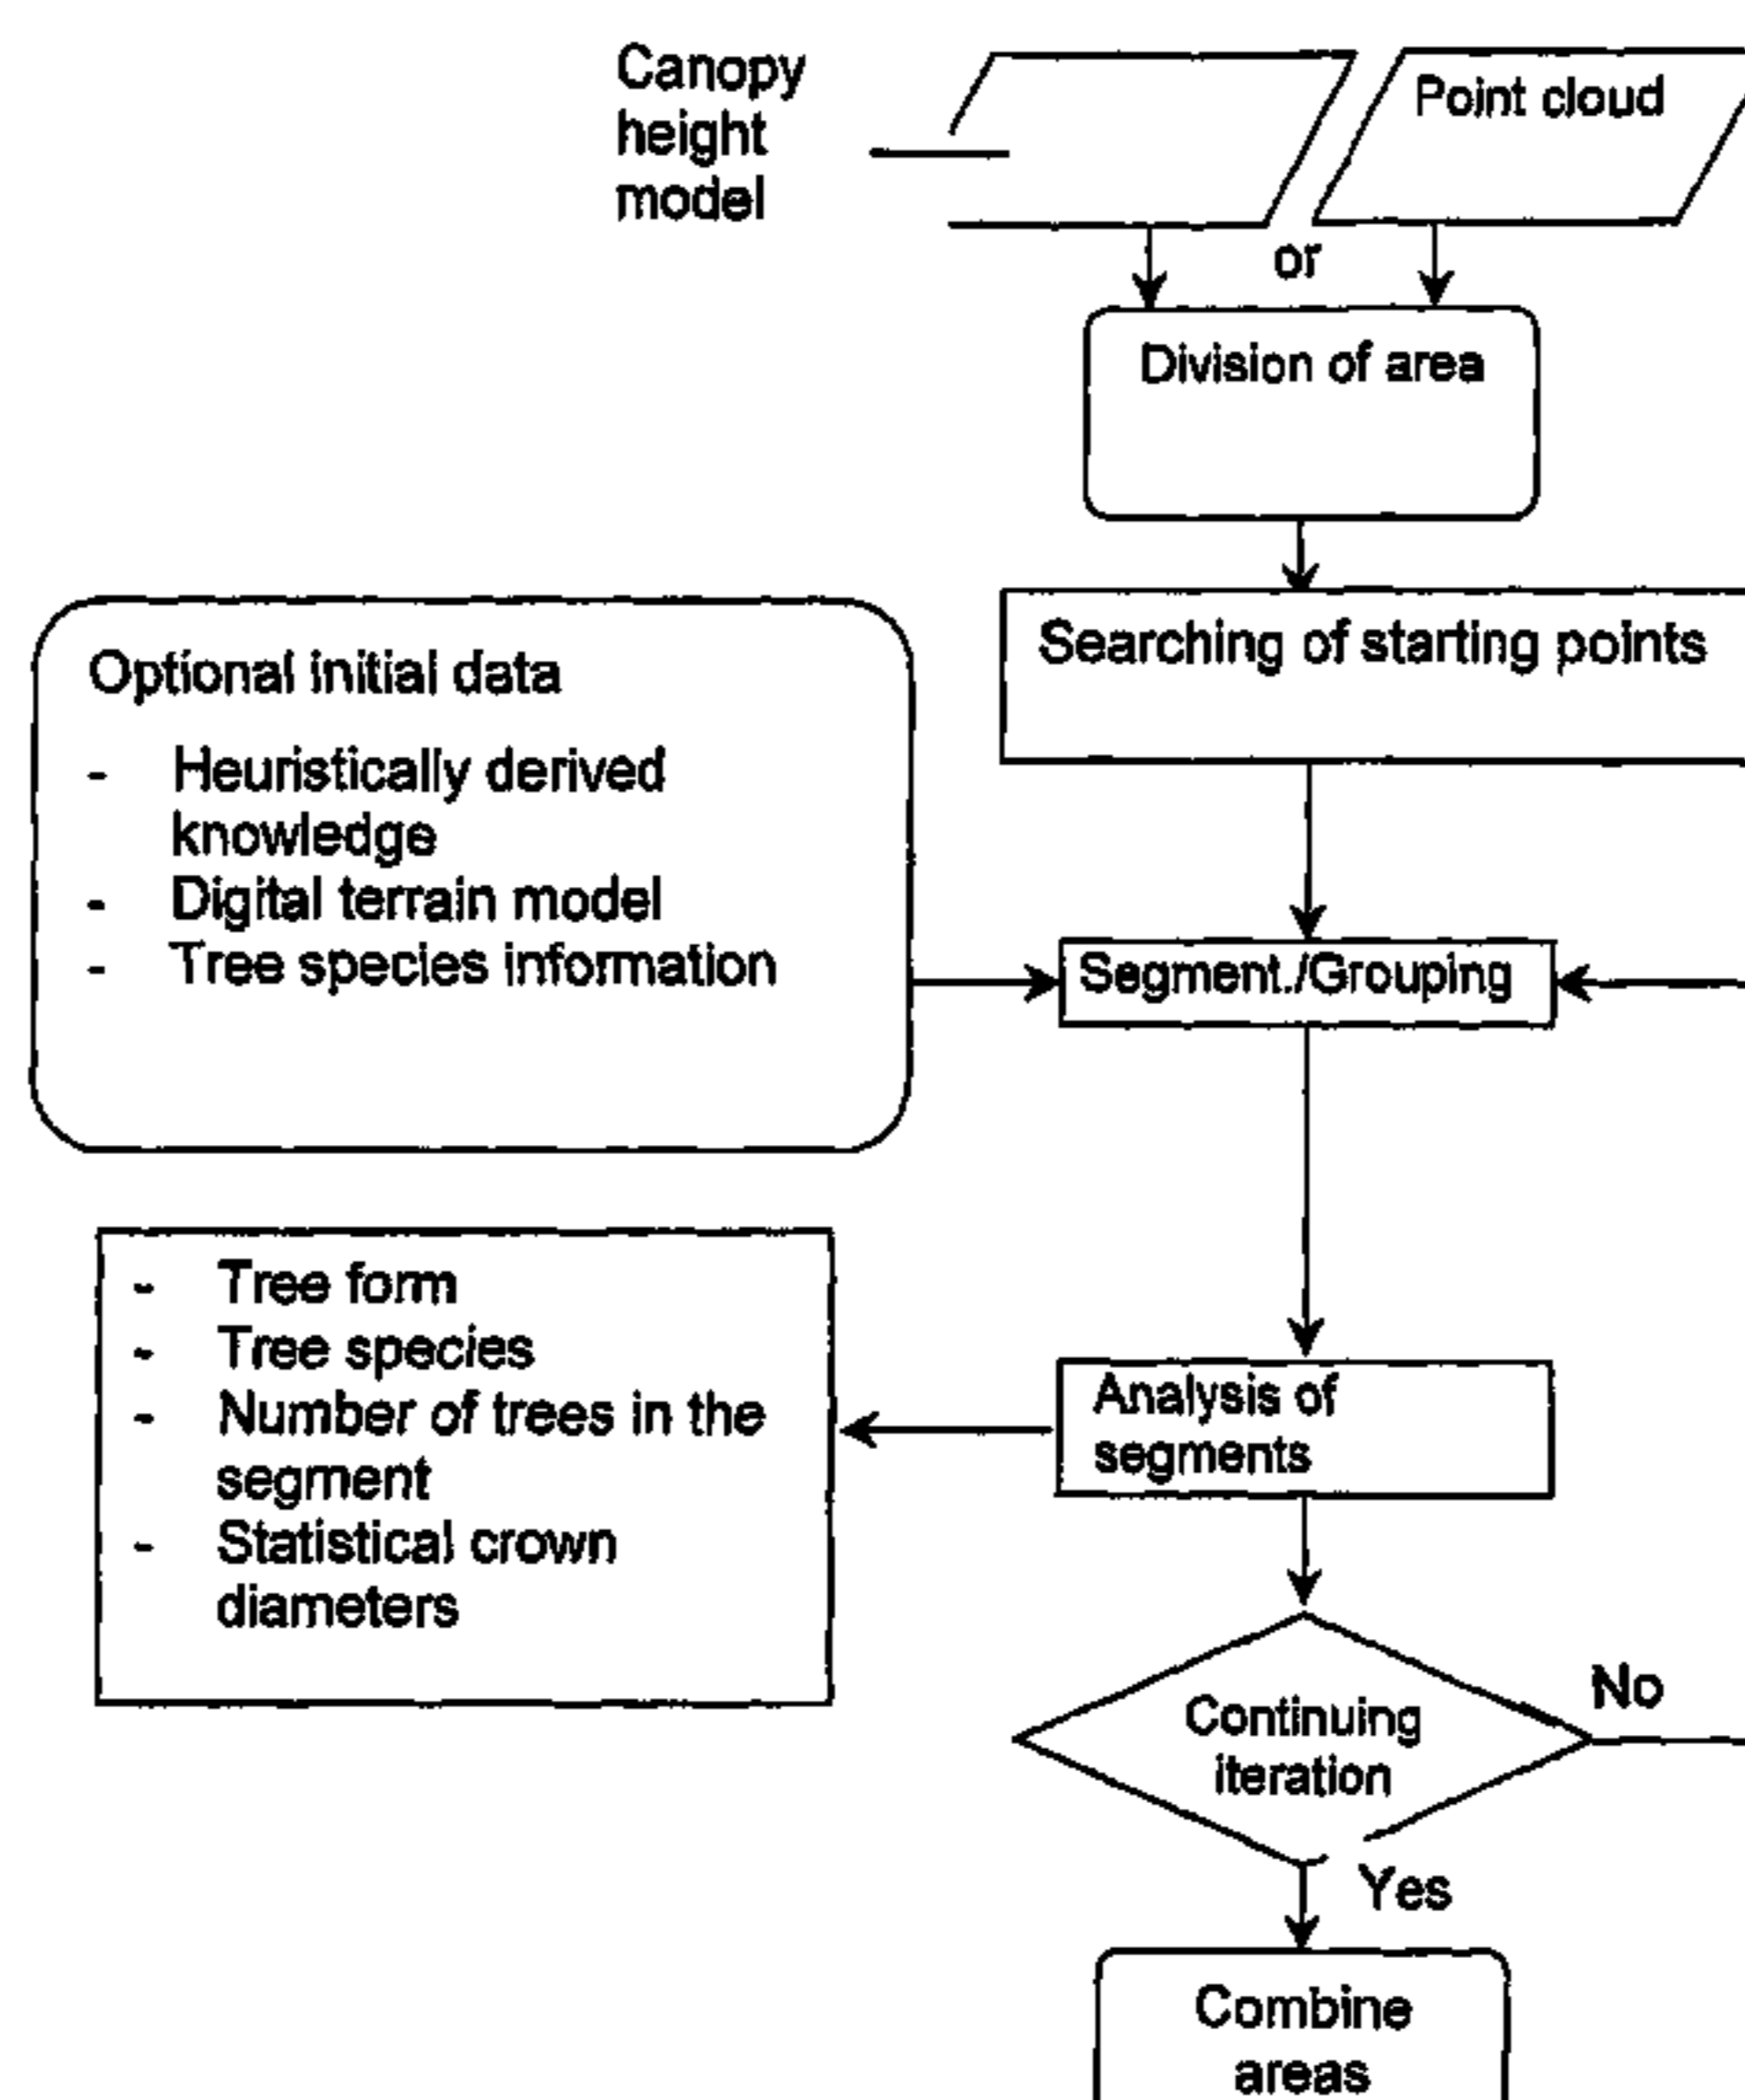 Canopy
height
model
Point cloud
or
Division of area
Searching of starting points
Optional initial data
- Heuristically derived
knowledge
- Digital terrain model
- Tree species information
Segment./Grouping
- Tree form
- Tree species
- Number of trees in the
segment
- Statistical crown
diameters
Analysis of
segments
Continuing
iteration
No
Yes
Combine
areas